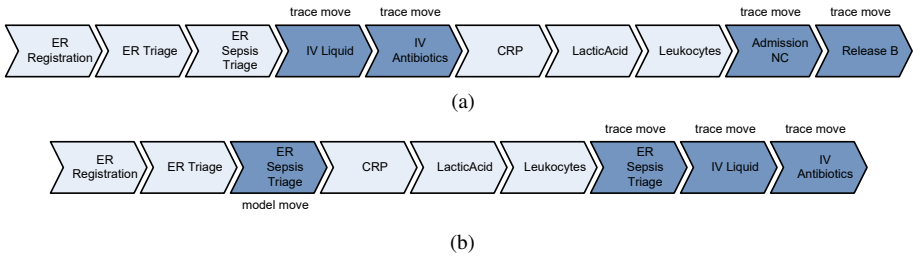 trace move trace move trace move trace move
ER Registration
ER Triage
ER Sepsis Triage
IV Liquid
IV Antibiotics
CRP
LacticAcid
Leukocytes
Admission NC
Release B
(a)
trace move trace move trace move
ER Registration
ER Triage
ER Sepsis Triage
CRP
LacticAcid
Leukocytes
ER Sepsis Triage
IV Liquid
IV Antibiotics
model move
(b)